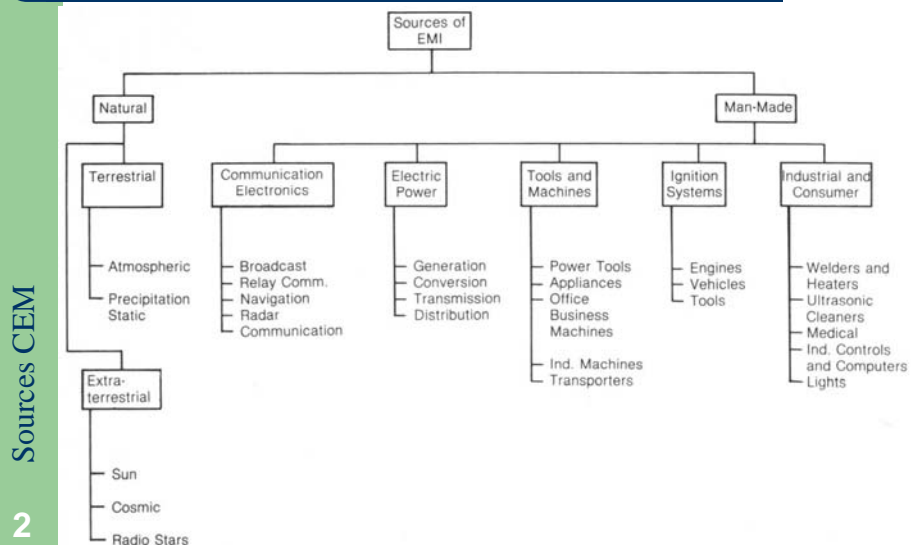 Sources of
EMI
Natural
Man-Made
Terrestrial
Atmospheric
Precipitation
Static
Extra-
terrestrial
Sun
Cosmic
Radio Stars
Communication
Electronics
Broadcast
Relay Comm.
Navigation
Radar
Communication
Electric
Power
Generation
Conversion
Transmission
Distribution
Tools and
Machines
Power Tools
Appliances
Office
Business
Machines
Ind. Machines
Transporters
Ignition
Systems
Engines
Vehicles
Tools
Industrial and
Consumer
Welders and
Heaters
Ultrasonic
Cleaners
Medical
Ind. Controls
and Computers
Lights
Sources CEM
2